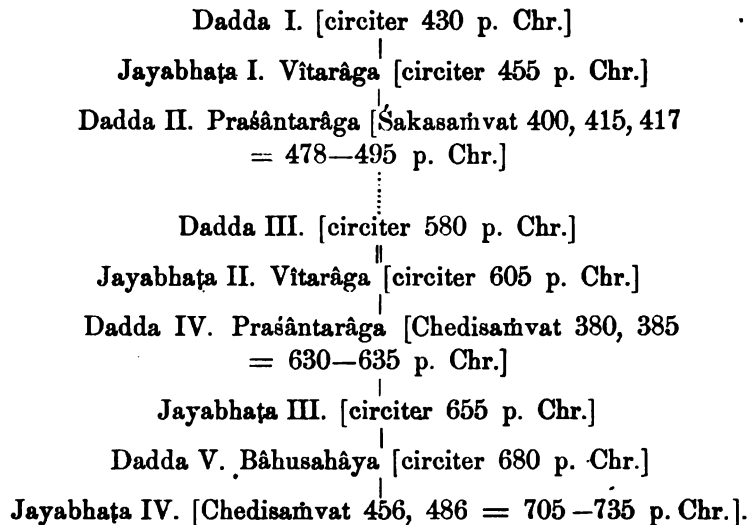 Dadda I. [circiter 430 p. Chr.]
Jayabhaṭa I. Vîtarâga [circiter 455 p. Chr.]
Dadda II. Praśântarâga [Śakasaṁvat 400, 415, 417
= 478—495 p. Chr.]
Dadda III. [circiter 580 p. Chr.]
Jayabhaṭa II. Vîtarâga [circiter 605 p. Chr.]
Dadda IV. Praśântarâga [Chedisaṁvat 380, 385
= 630—635 p. Chr.]
Jayabhaṭa III. [circiter 655 p. Chr.]
Dadda V. Bâhusahâya [circiter 680 p. Chr.]
Jayabhaṭa IV. [Chedisaṁvat 456, 486 = 705—735 p. Chr.].